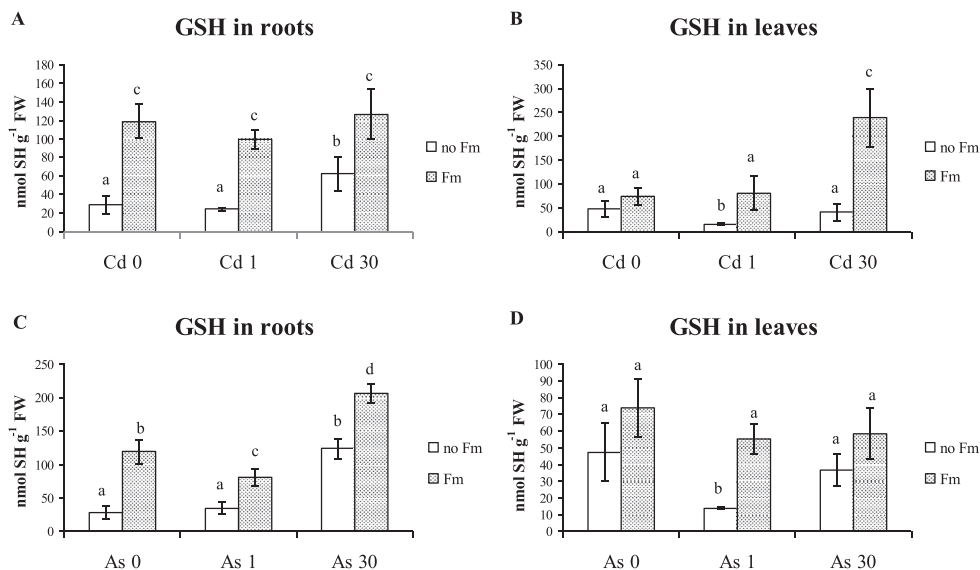 A
GSH in roots
nmol SH g⁻¹ FW
180
160
140
120
100
80
60
40
20
0
a
c
a
c
b
c
Cd 0
Cd 1
Cd 30
no Fm
Fm
B
GSH in leaves
nmol SH g⁻¹ FW
350
300
250
200
150
100
50
0
a
a
b
a
a
c
Cd 0
Cd 1
Cd 30
no Fm
Fm
C
GSH in roots
nmol SH g⁻¹ FW
250
200
150
100
50
0
a
b
a
c
b
d
As 0
As 1
As 30
no Fm
Fm
D
GSH in leaves
nmol SH g⁻¹ FW
100
90
80
70
60
50
40
30
20
10
0
a
a
b
a
a
a
As 0
As 1
As 30
no Fm
Fm